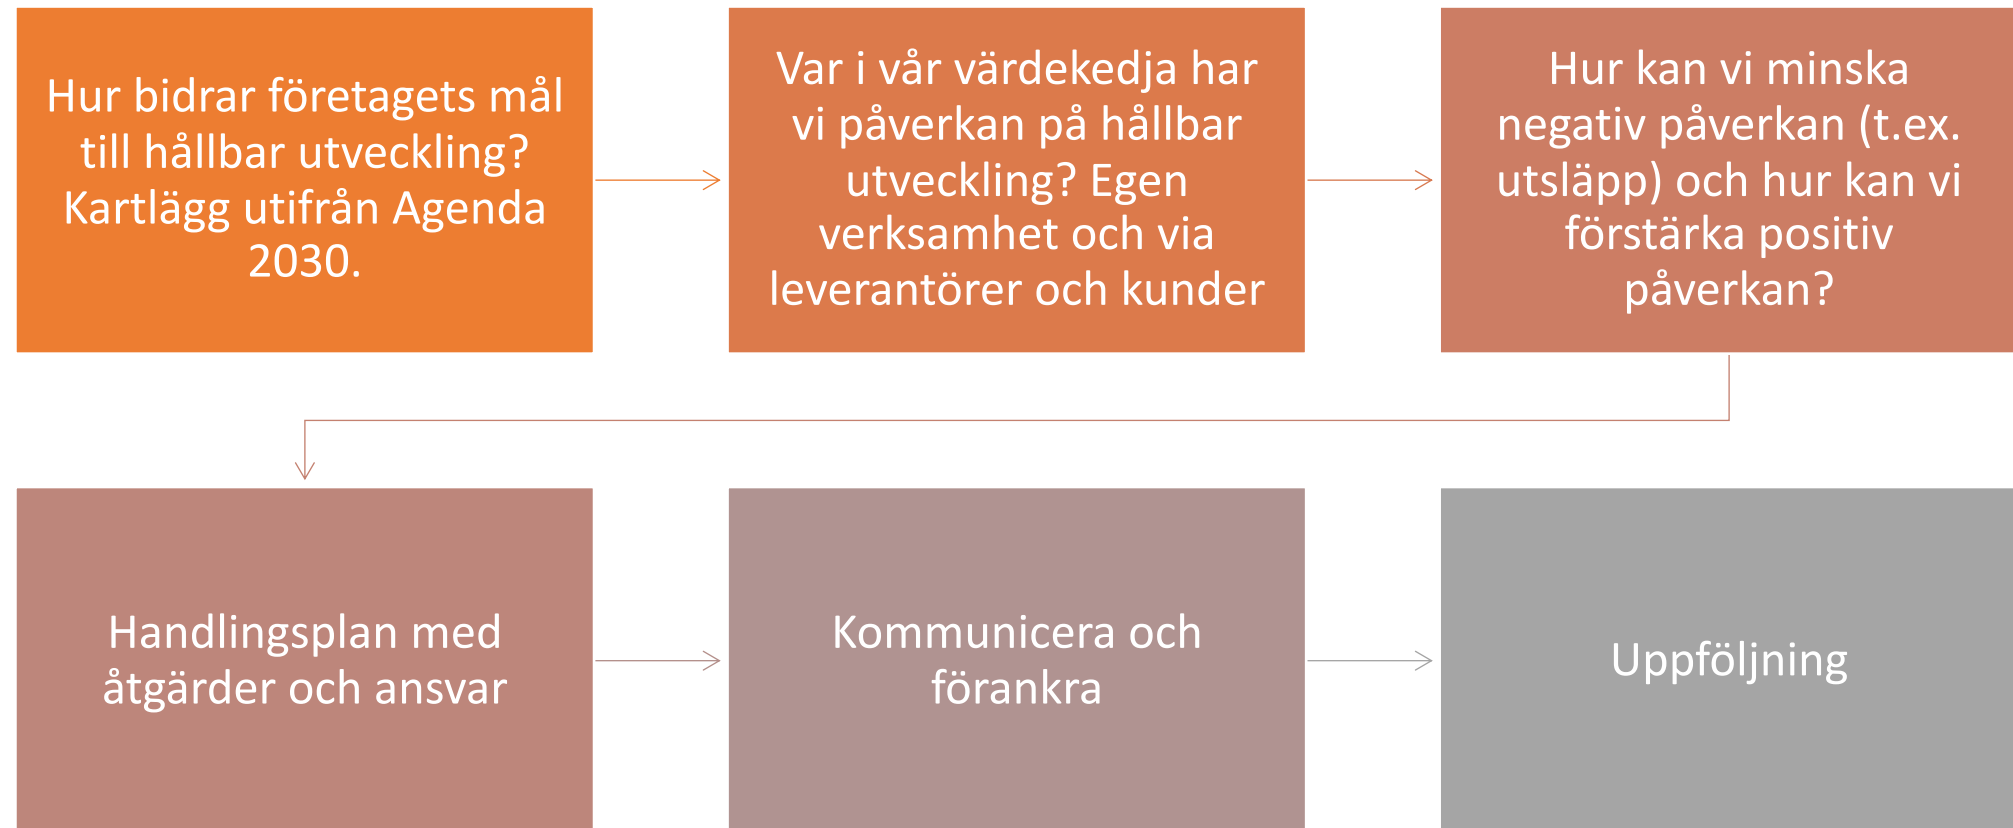 Hur bidrar företagets mål
till hållbar utveckling?
Kartlägg utifrån Agenda
2030.
Var i vår värdekedja har
vi påverkan på hållbar
utveckling? Egen
verksamhet och via
leverantörer och kunder
Hur kan vi minska
negativ påverkan (t.ex.
utsläpp) och hur kan vi
förstärka positiv
påverkan?
Handlingsplan med
åtgärder och ansvar
Kommunicera och
förankra
Uppföljning